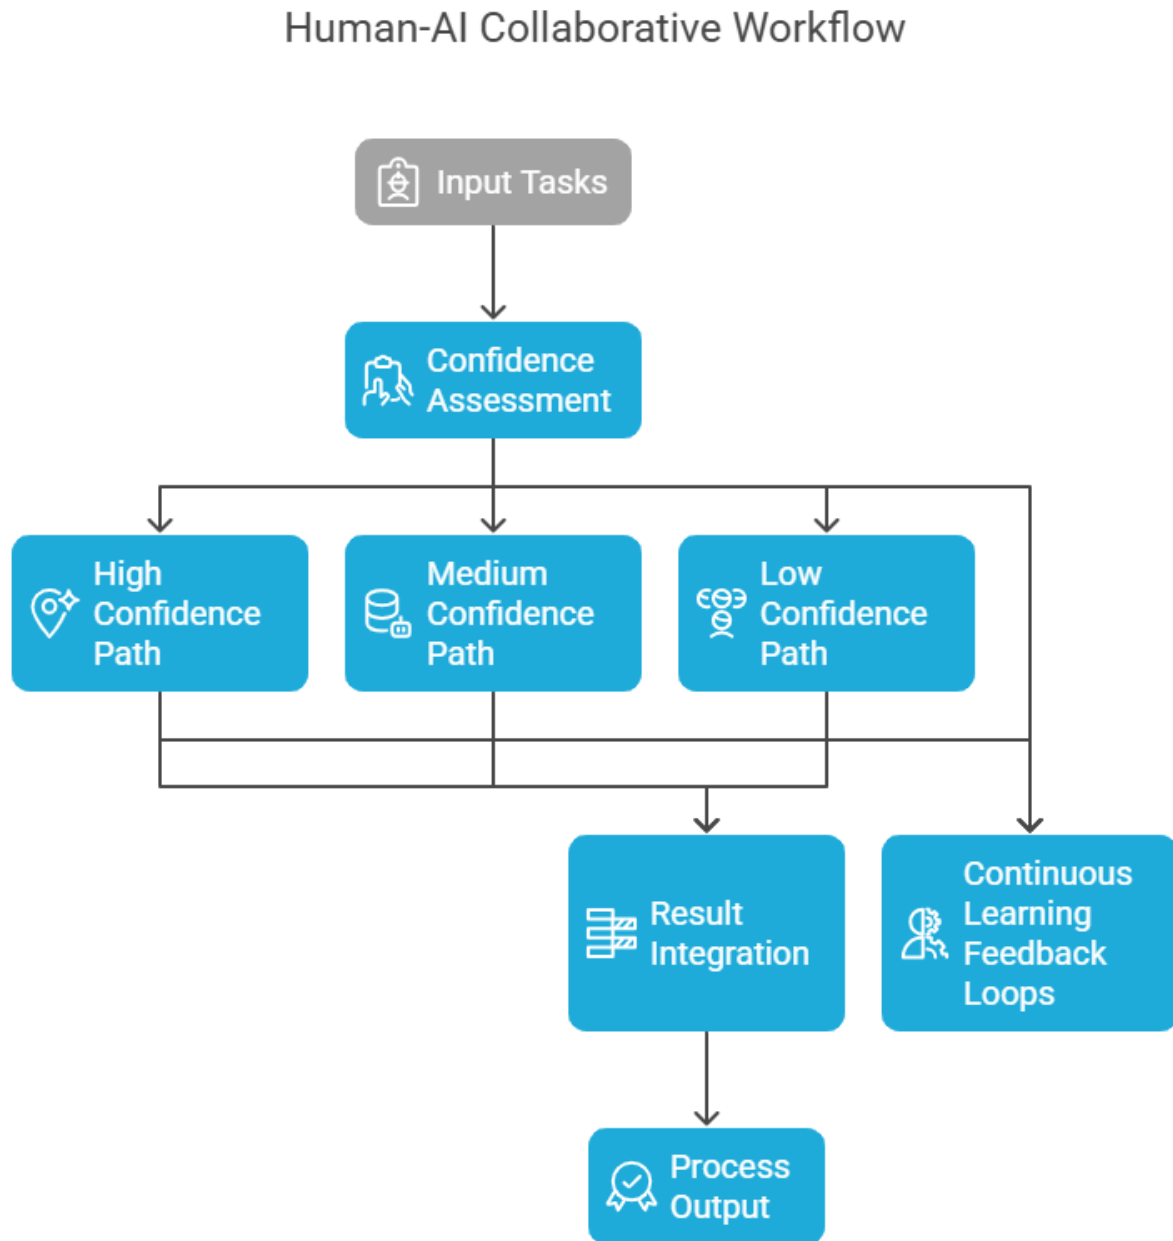 Human-AI Collaborative Workflow
Input Tasks
Confidence
Assessment
High
Confidence
Path
Medium
Confidence
Path
Low
Confidence
Path
Result
Integration
Continuous
Learning
Feedback
Loops
Process
Output